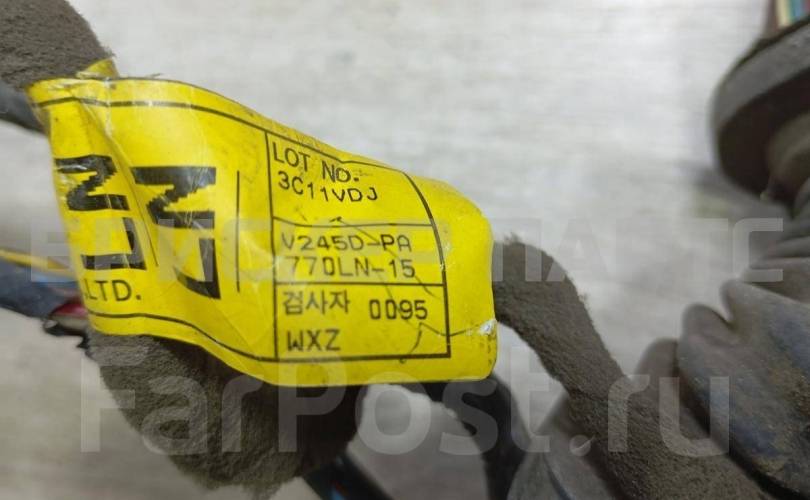 LOT NO.
3C11VDJ
V245D-PA
770LN-15
검사자 0095
WXZ
LTD.
FarPost.ru